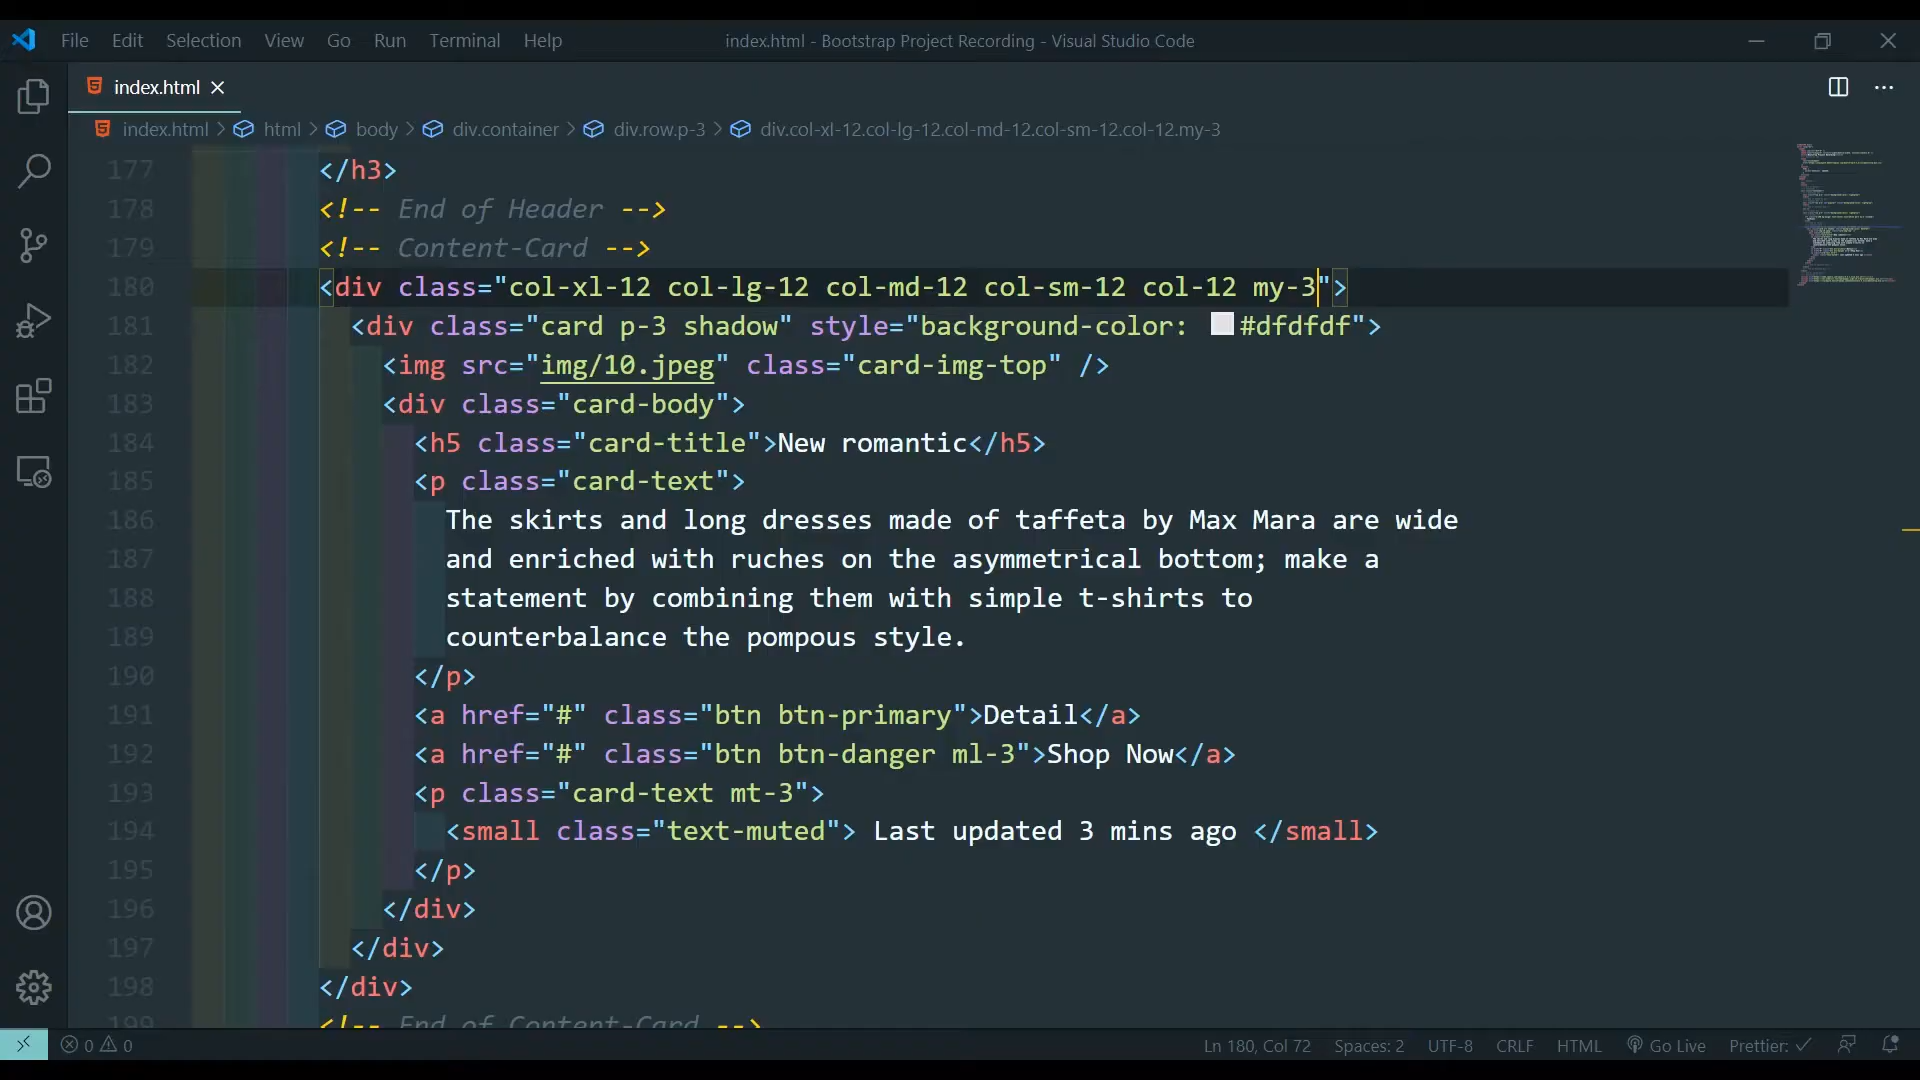 File Edit Selection View Go Run Terminal Help
index.html - Bootstrap Project Recording - Visual Studio Code
index.html
index.html > html > body > div.container > div.row.p-3 > div.col-xl-12.col-lg-12.col-md-12.col-sm-12.col-12.my-3
177 </h3>
178 <!-- End of Header -->
179 <!-- Content-Card -->
180 <div class="col-xl-12 col-lg-12 col-md-12 col-sm-12 col-12 my-3">
181 <div class="card p-3 shadow" style="background-color: #dfdfdf">
182 <img src="img/10.jpeg" class="card-img-top" />
183 <div class="card-body">
184 <h5 class="card-title">New romantic</h5>
185 <p class="card-text">
186 The skirts and long dresses made of taffeta by Max Mara are wide
187 and enriched with ruches on the asymmetrical bottom; make a
188 statement by combining them with simple t-shirts to
189 counterbalance the pompous style.
190 </p>
191 <a href="#" class="btn btn-primary">Detail</a>
192 <a href="#" class="btn btn-danger ml-3">Shop Now</a>
193 <p class="card-text mt-3">
194 <small class="text-muted"> Last updated 3 mins ago </small>
195 </p>
196 </div>
197 </div>
198 </div>
199 <!-- End of Content-Card -->
0 0 Ln 180, Col 72 Spaces: 2 UTF-8 CRLF HTML Go Live Prettier: ✓